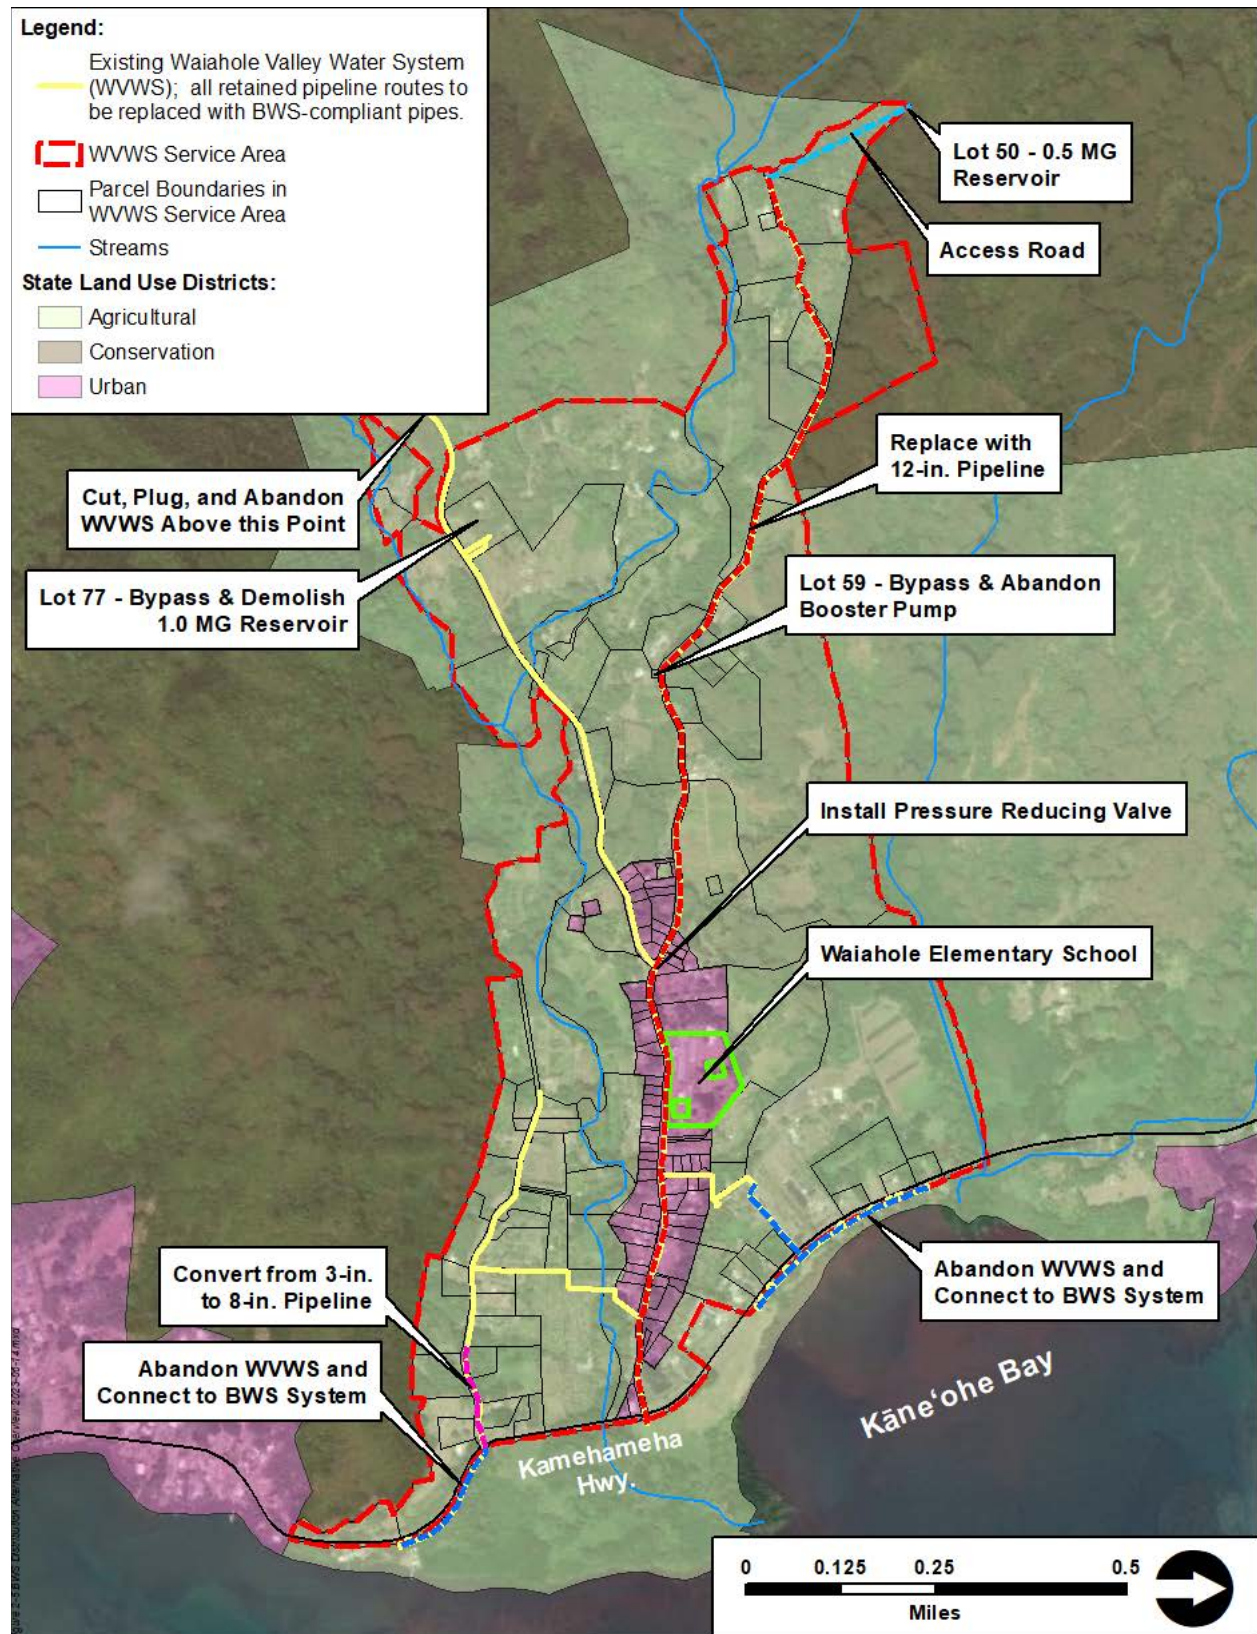 Legend:
Existing Waiahole Valley Water System
(WVWS); all retained pipeline routes to
be replaced with BWS-compliant pipes.
WVWS Service Area
Parcel Boundaries in
WVWS Service Area
Streams
State Land Use Districts:
Agricultural
Conservation
Urban
Lot 50 - 0.5 MG
Reservoir
Access Road
Replace with
12-in. Pipeline
Cut, Plug, and Abandon
WVWS Above this Point
Lot 77 - Bypass & Demolish
1.0 MG Reservoir
Lot 59 - Bypass & Abandon
Booster Pump
Install Pressure Reducing Valve
Waiahole Elementary School
Convert from 3-in.
to 8-in. Pipeline
Abandon WVWS and
Connect to BWS System
Abandon WVWS and
Connect to BWS System
Kāneʻohe Bay
Kamehameha
Hwy.
0 0.125 0.25 0.5
Miles